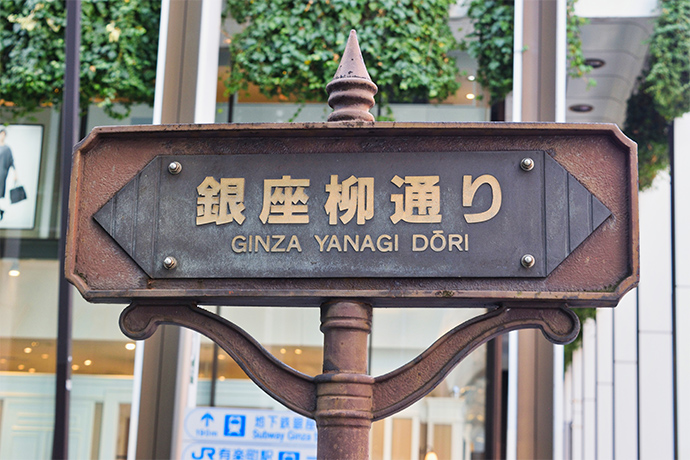 銀座柳通り
GINZA YANAGI DŌRI
地下鉄銀座
190m
Subway Ginza S
JR有楽町駅